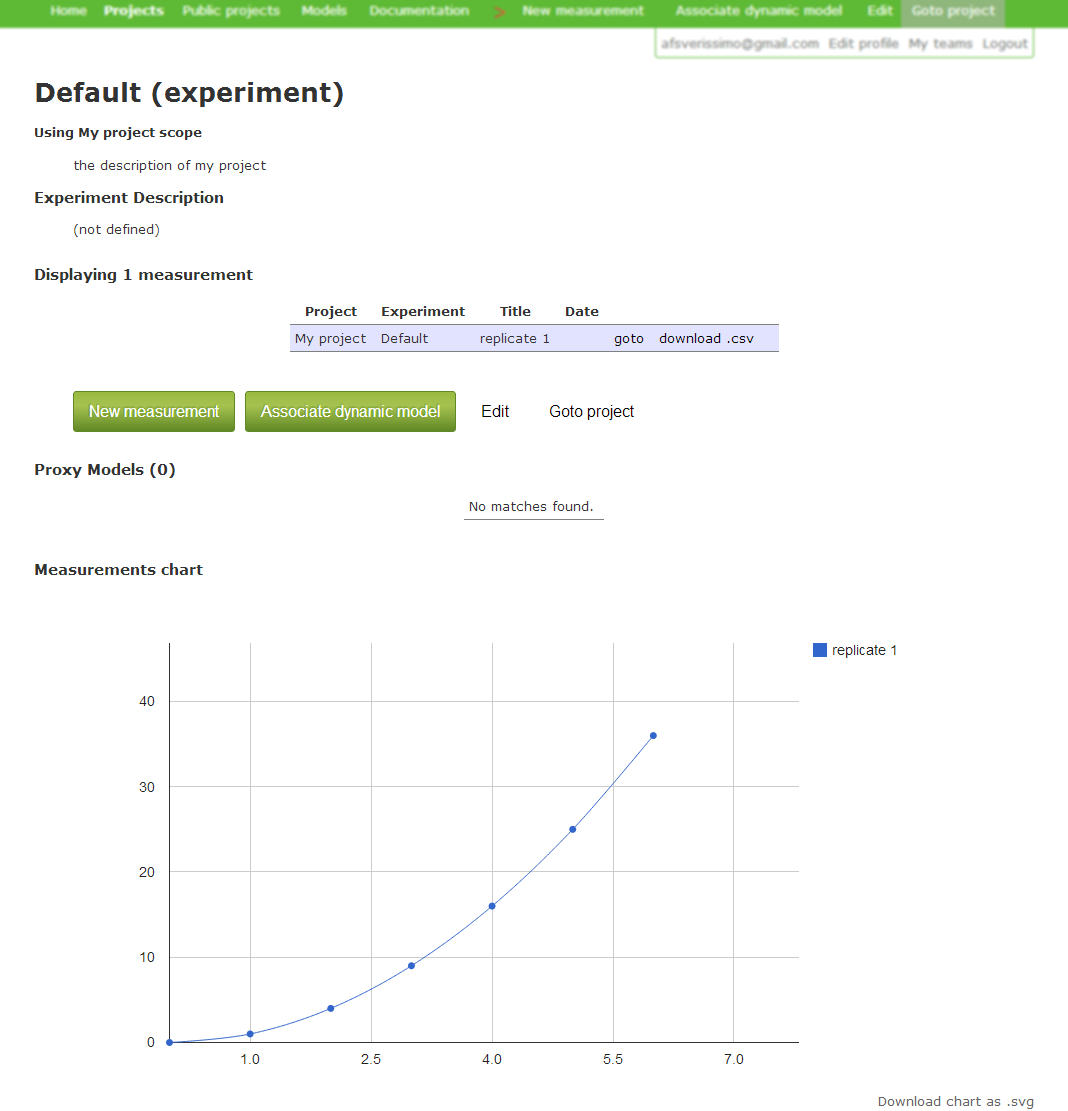 Home Projects Public projects Models Documentation > New measurement Associate dynamic model Edit Goto project
afsverissimo@gmail.com Edit profile My teams Logout
Default (experiment)
Using My project scope
the description of my project
Experiment Description
(not defined)
Displaying 1 measurement
Project Experiment Title Date
My project Default replicate 1 goto download .csv
New measurement Associate dynamic model Edit Goto project
Proxy Models (0)
No matches found.
Measurements chart
replicate 1
40
30
20
10
0
1.0 2.5 4.0 5.5 7.0
Download chart as .svg